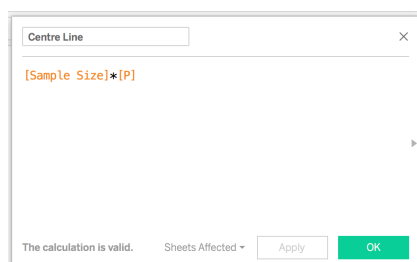 Centre Line
[Sample Size]*[P]
The calculation is valid. Sheets Affected Apply OK